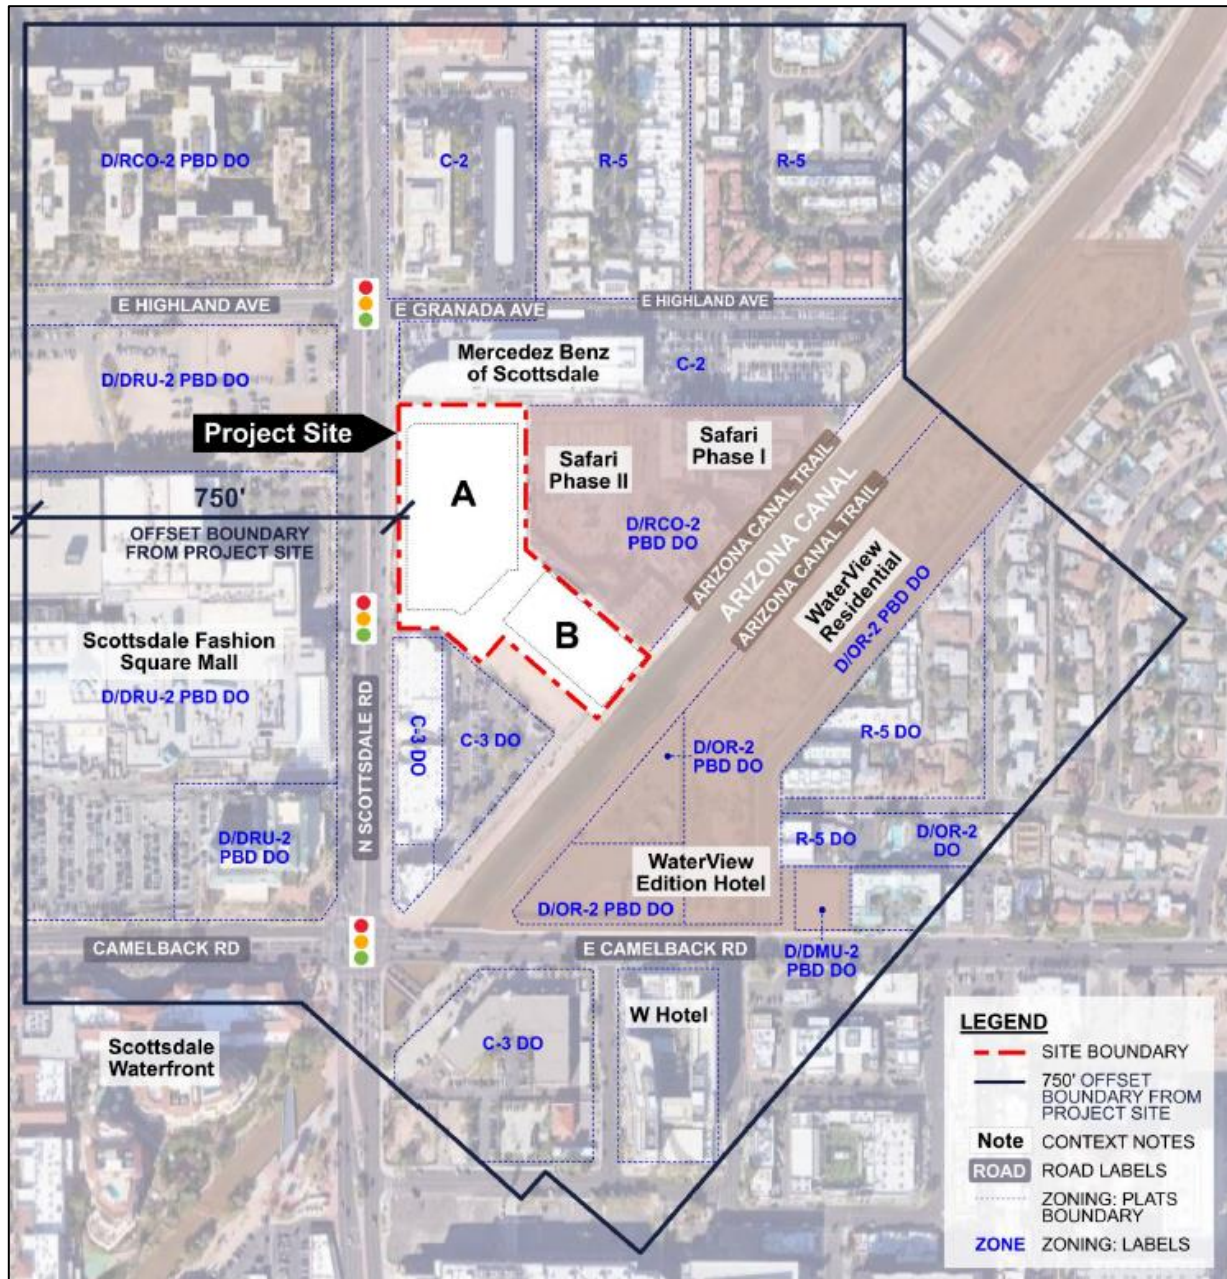 D/RCO-2 PBD DO
C-2
R-5
R-5
E HIGHLAND AVE
E GRANADA AVE
E HIGHLAND AVE
D/DRU-2 PBD DO
Mercedez Benz
of Scottsdale
C-2
Project Site
750'
OFFSET BOUNDARY
FROM PROJECT SITE
A
Safari
Phase II
Safari
Phase I
D/RCO-2
PBD DO
ARIZONA CANAL TRAIL
ARIZONA CANAL
ARIZONA CANAL TRAIL
WaterView
Residential
D/OR-2 PBD DO
B
Scottsdale Fashion
Square Mall
D/DRU-2 PBD DO
N SCOTTSDALE RD
C-3 DO
C-3 DO
D/OR-2
PBD DO
R-5 DO
D/DRU-2
PBD DO
R-5 DO
D/OR-2
DO
WaterView
Edition Hotel
D/OR-2 PBD DO
CAMELBACK RD
E CAMELBACK RD
D/DMU-2
PBD DO
Scottsdale
Waterfront
C-3 DO
W Hotel
LEGEND
SITE BOUNDARY
750' OFFSET
BOUNDARY FROM
PROJECT SITE
Note CONTEXT NOTES
ROAD ROAD LABELS
ZONING: PLATS
BOUNDARY
ZONE ZONING: LABELS